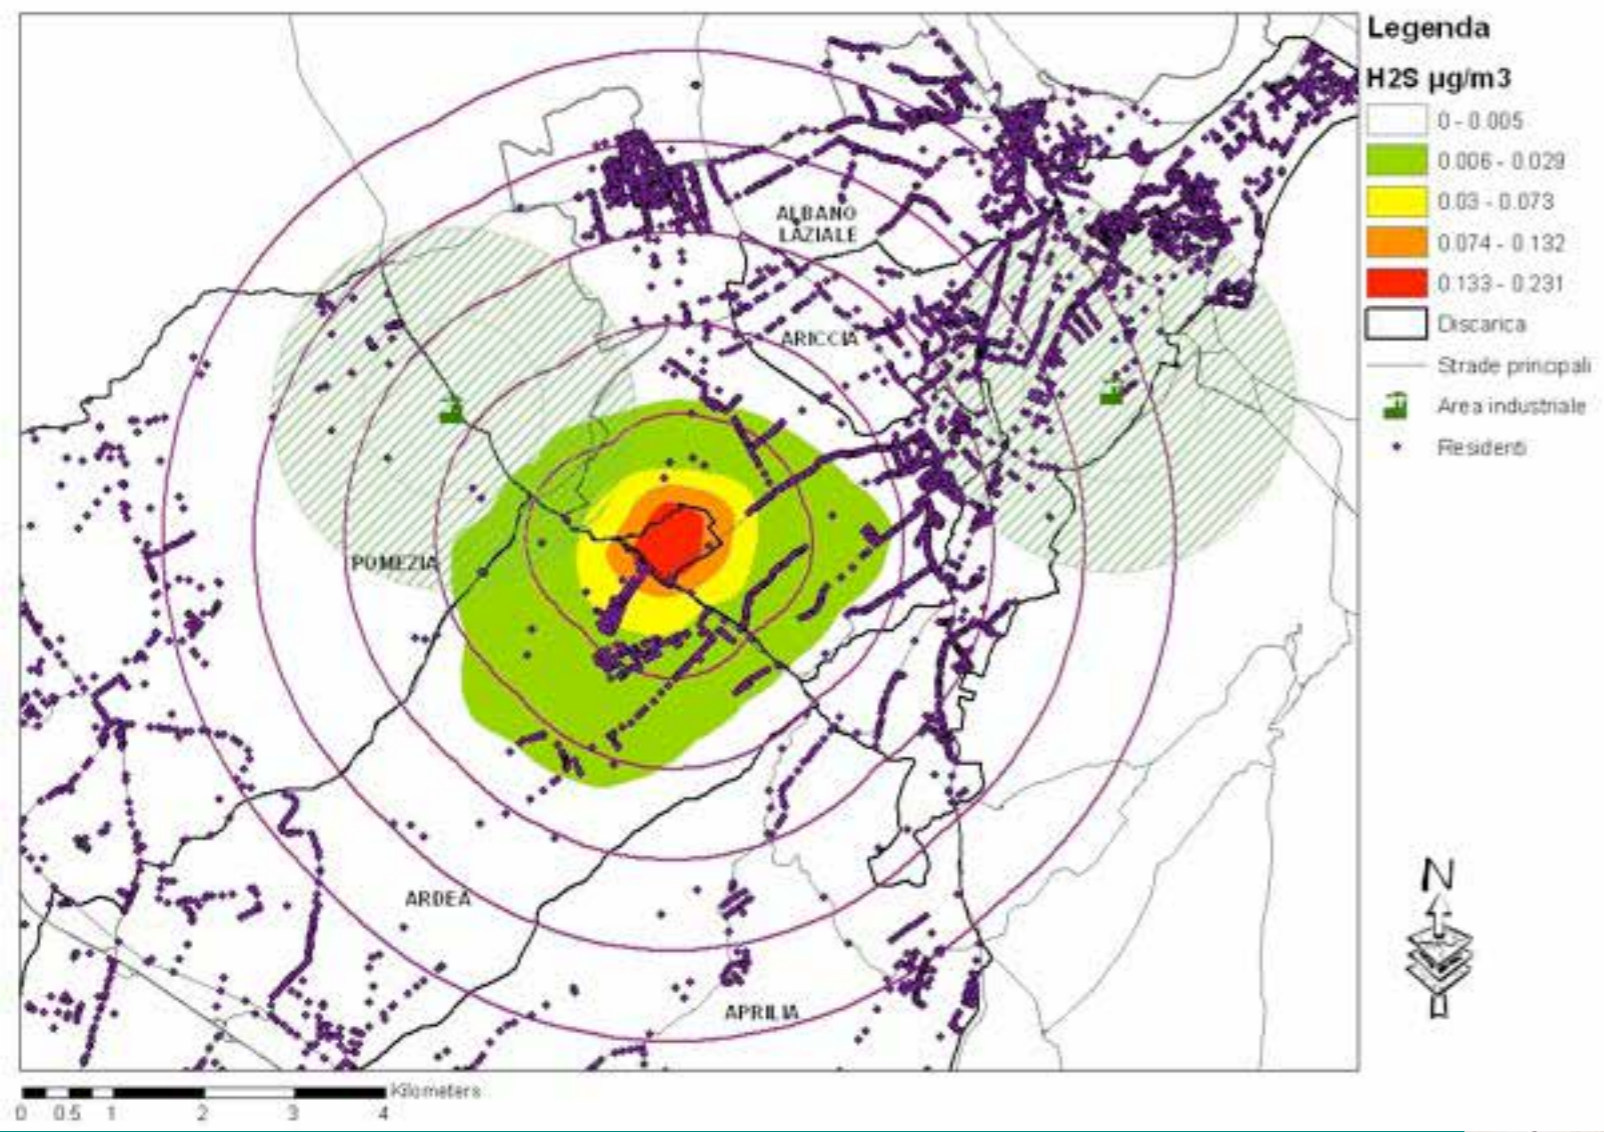 Legenda
H2S µg/m3
0 - 0.005
0.006 - 0.029
0.03 - 0.073
0.074 - 0.132
0.133 - 0.231
Discarica
Strade principali
Area industriale
Residenti
ALBANO
LAZIALE
ARICCIA
POMEZIA
ARDEA
APRILIA
N
Kilometers
0 0.5 1 2 3 4